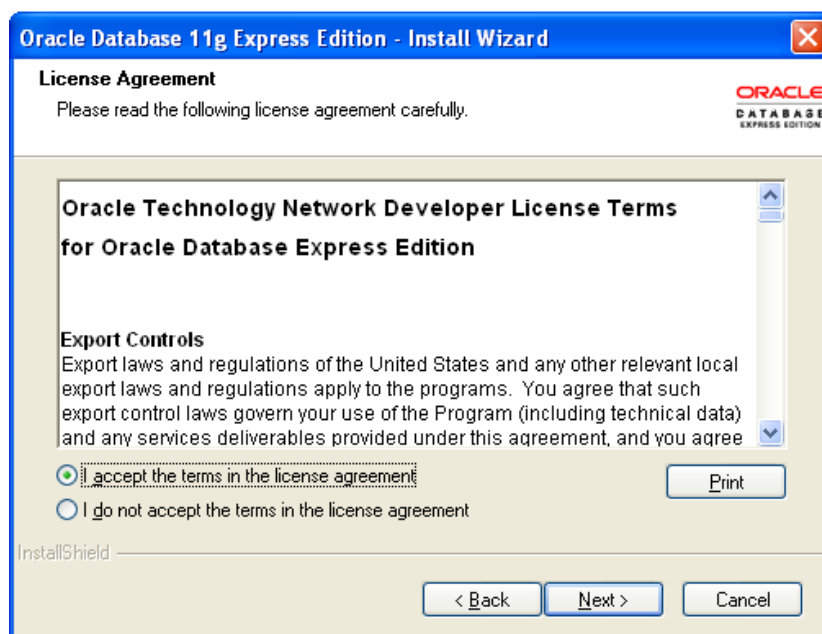 Oracle Database 11g Express Edition - Install Wizard
License Agreement
Please read the following license agreement carefully.
ORACLE
DATABASE
EXPRESS EDITION
Oracle Technology Network Developer License Terms
for Oracle Database Express Edition
Export Controls
Export laws and regulations of the United States and any other relevant local
export laws and regulations apply to the programs.  You agree that such
export control laws govern your use of the Program (including technical data)
and any services deliverables provided under this agreement, and you agree
I accept the terms in the license agreement
Print
I do not accept the terms in the license agreement
InstallShield
< Back
Next >
Cancel